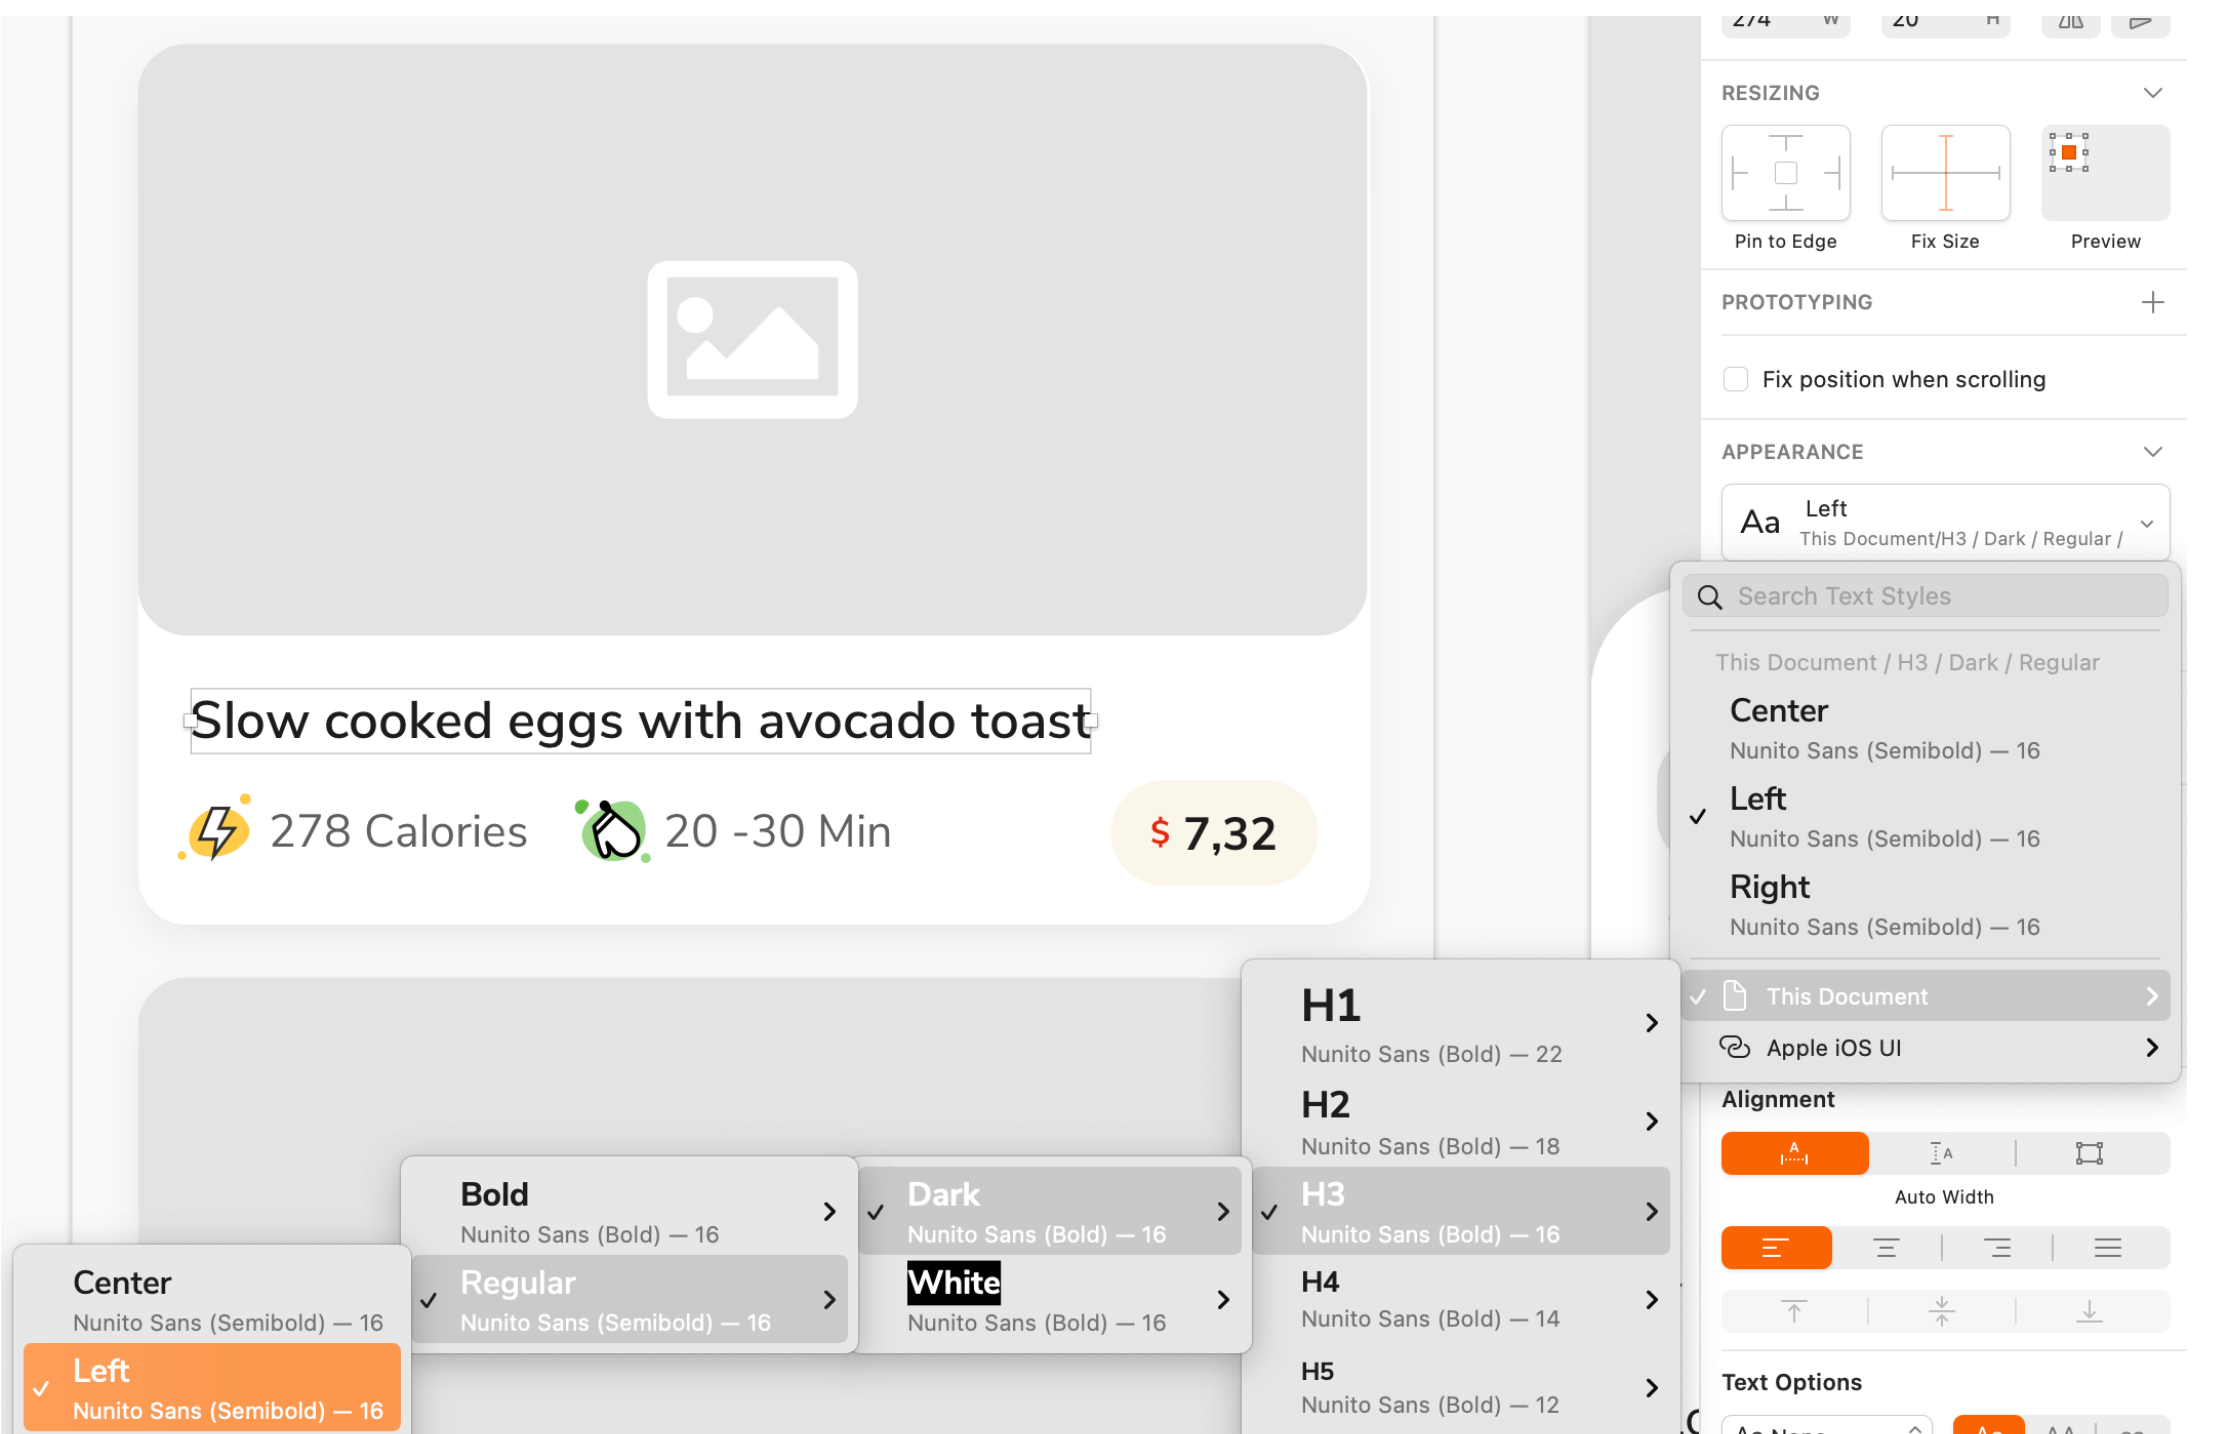 274 W 20 H
RESIZING
Pin to Edge Fix Size Preview
PROTOTYPING
Fix position when scrolling
APPEARANCE
Aa Left
This Document/H3 / Dark / Regular /
Search Text Styles
This Document / H3 / Dark / Regular
Center
Nunito Sans (Semibold) — 16
Left
Nunito Sans (Semibold) — 16
Right
Nunito Sans (Semibold) — 16
This Document
Apple iOS UI
Slow cooked eggs with avocado toast
278 Calories 20 -30 Min $ 7,32
H1
Nunito Sans (Bold) — 22
H2
Nunito Sans (Bold) — 18
H3
Nunito Sans (Bold) — 16
H4
Nunito Sans (Bold) — 14
H5
Nunito Sans (Bold) — 12
Dark
Nunito Sans (Bold) — 16
White
Nunito Sans (Bold) — 16
Bold
Nunito Sans (Bold) — 16
Regular
Nunito Sans (Semibold) — 16
Center
Nunito Sans (Semibold) — 16
Left
Nunito Sans (Semibold) — 16
Alignment
A A
Auto Width
Text Options